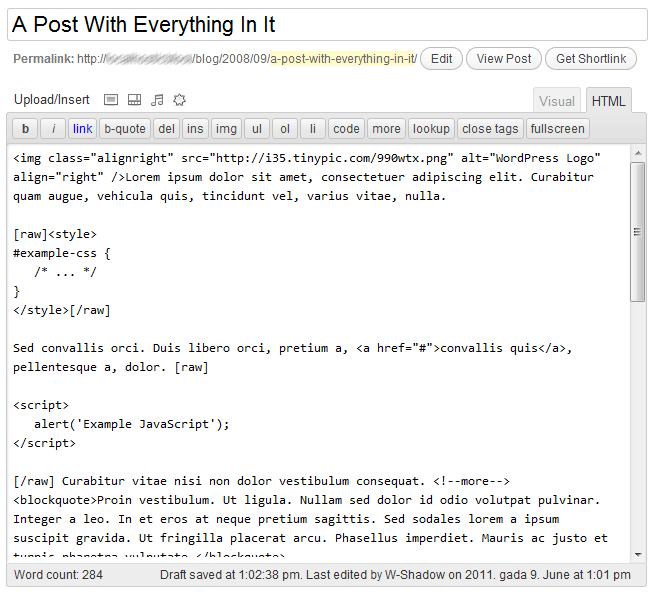 A Post With Everything In It
Permalink: http:// /blog/2008/09/a-post-with-everything-in-it/ Edit View Post Get Shortlink
Upload/Insert Visual HTML
b i link b-quote del ins img ul ol li code more lookup close tags fullscreen
<img class="alignright" src="http://i35.tinypic.com/990wtx.png" alt="WordPress Logo"
align="right" />Lorem ipsum dolor sit amet, consectetuer adipiscing elit. Curabitur
quam augue, vehicula quis, tincidunt vel, varius vitae, nulla.
[raw]<style>
#example-css {
/* ... */
}
</style>[/raw]
Sed convallis orci. Duis libero orci, pretium a, <a href="#">convallis quis</a>,
pellentesque a, dolor. [raw]
<script>
alert('Example JavaScript');
</script>
[/raw] Curabitur vitae nisi non dolor vestibulum consequat. <!--more-->
<blockquote>Proin vestibulum. Ut ligula. Nullam sed dolor id odio volutpat pulvinar.
Integer a leo. In et eros at neque pretium sagittis. Sed sodales lorem a ipsum
suscipit gravida. Ut fringilla placerat arcu. Phasellus imperdiet. Mauris ac justo et
turpis pharetra vulputate.</blockquote>
Word count: 284 Draft saved at 1:02:38 pm. Last edited by W-Shadow on 2011. gada 9. June at 1:01 pm